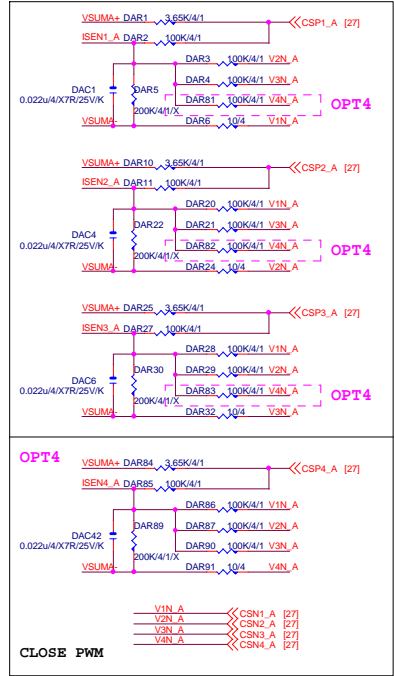 VSUMA+ DAR1 3.65K/4/1 CSP1_A [27]
ISEN1_A DAR2 100K/4/1
DAR3 100K/4/1 V2N_A
DAC1 DAR5 DAR4 100K/4/1 V3N_A
0.022u/4/X7R/25V/K 200K/4/1/X DAR81 100K/4/1 V4N_A OPT4
VSUMA- DAR6 10/4 V1N_A
VSUMA+ DAR10 3.65K/4/1 CSP2_A [27]
ISEN2_A DAR11 100K/4/1
DAR20 100K/4/1 V1N_A
DAC4 DAR22 DAR21 100K/4/1 V3N_A
0.022u/4/X7R/25V/K 200K/4/1/X DAR82 100K/4/1 V4N_A OPT4
VSUMA- DAR24 10/4 V2N_A
VSUMA+ DAR25 3.65K/4/1 CSP3_A [27]
ISEN3_A DAR27 100K/4/1
DAR28 100K/4/1 V1N_A
DAC6 DAR30 DAR29 100K/4/1 V2N_A
0.022u/4/X7R/25V/K 200K/4/1/X DAR83 100K/4/1 V4N_A OPT4
VSUMA- DAR32 10/4 V3N_A
OPT4
VSUMA+ DAR84 3.65K/4/1 CSP4_A [27]
ISEN4_A DAR85 100K/4/1
DAR86 100K/4/1 V1N_A
DAC42 DAR89 DAR87 100K/4/1 V2N_A
0.022u/4/X7R/25V/K 200K/4/1/X DAR90 100K/4/1 V3N_A
VSUMA- DAR91 10/4 V4N_A
V1N_A CSN1_A [27]
V2N_A CSN2_A [27]
V3N_A CSN3_A [27]
V4N_A CSN4_A [27]
CLOSE PWM